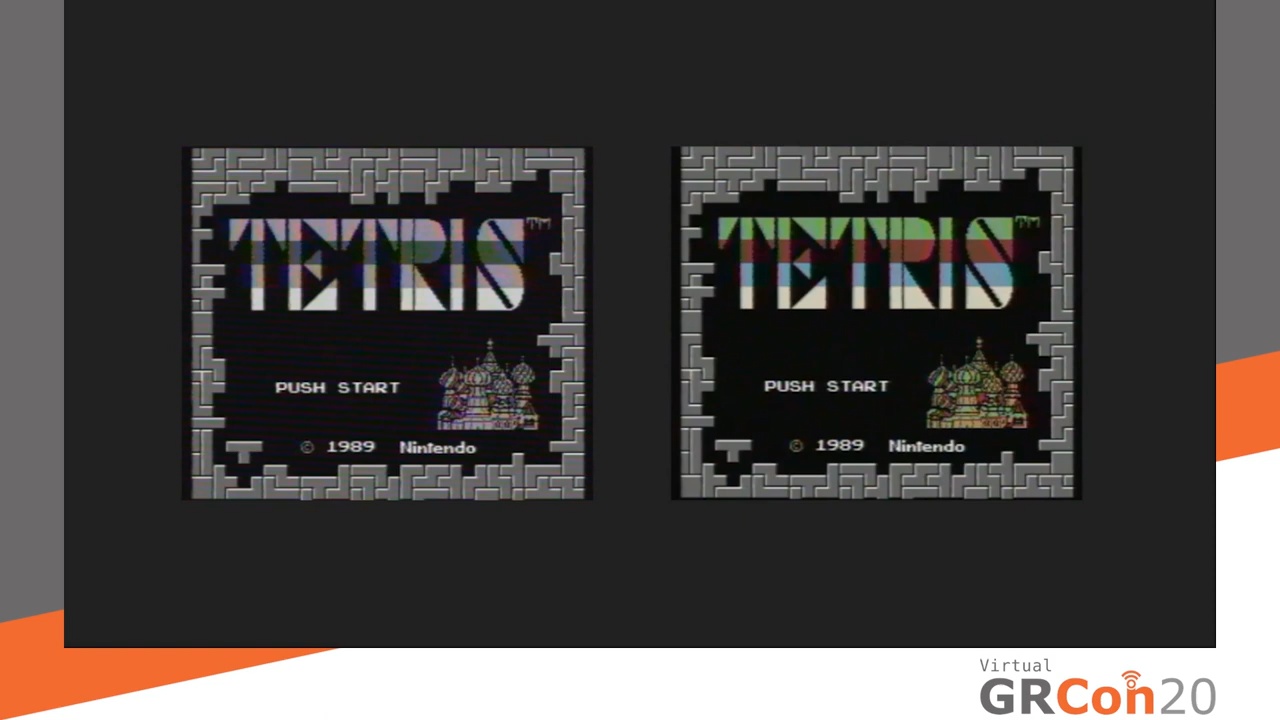 TETRIS™
PUSH START
© 1989 Nintendo
TETRIS™
PUSH START
© 1989 Nintendo
Virtual
GRCon20